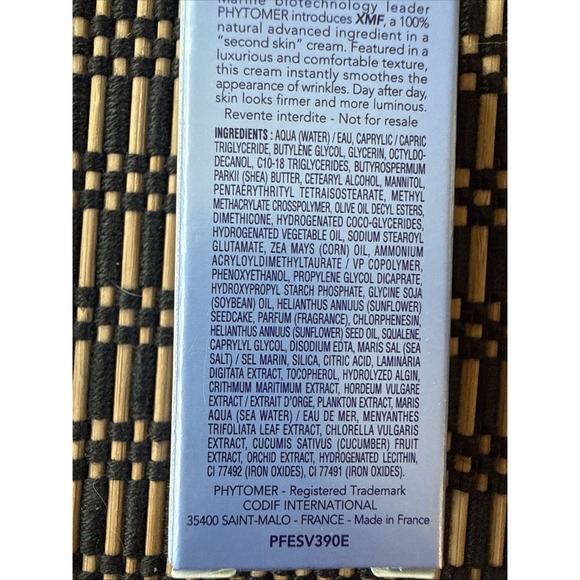 Marine biotechnology leader
PHYTOMER introduces XMF, a 100%
natural advanced ingredient in a
"second skin" cream. Featured in a
luxurious and comfortable texture,
this cream instantly smoothes the
appearance of wrinkles. Day after day,
skin looks firmer and more luminous.
Revente interdite - Not for resale
INGREDIENTS : AQUA (WATER) / EAU, CAPRYLIC / CAPRIC
TRIGLYCERIDE, BUTYLENE GLYCOL, GLYCERIN, OCTYLDO-
DECANOL, C10-18 TRIGLYCERIDES, BUTYROSPERMUM
PARKII (SHEA) BUTTER, CETEARYL ALCOHOL, MANNITOL,
PENTAERYTHRITYL TETRAISOSTEARATE, METHYL
METHACRYLATE CROSSPOLYMER, OLIVE OIL DECYL ESTERS,
DIMETHICONE, HYDROGENATED COCO-GLYCERIDES,
HYDROGENATED VEGETABLE OIL, SODIUM STEAROYL
GLUTAMATE, ZEA MAYS (CORN) OIL, AMMONIUM
ACRYLOYLDIMETHYLTAURATE / VP COPOLYMER,
PHENOXYETHANOL, PROPYLENE GLYCOL DICAPRATE,
HYDROXYPROPYL STARCH PHOSPHATE, GLYCINE SOJA
(SOYBEAN) OIL, HELIANTHUS ANNUUS (SUNFLOWER)
SEEDCAKE, PARFUM (FRAGRANCE), CHLORPHENESIN,
HELIANTHUS ANNUUS (SUNFLOWER) SEED OIL, SQUALENE,
CAPRYLYL GLYCOL, DISODIUM EDTA, MARIS SAL (SEA
SALT) / SEL MARIN, SILICA, CITRIC ACID, LAMINARIA
DIGITATA EXTRACT, TOCOPHEROL, HYDROLYZED ALGIN,
CRITHMUM MARITIMUM EXTRACT, HORDEUM VULGARE
EXTRACT / EXTRAIT D'ORGE, PLANKTON EXTRACT, MARIS
AQUA (SEA WATER) / EAU DE MER, MENYANTHES
TRIFOLIATA LEAF EXTRACT, CHLORELLA VULGARIS
EXTRACT, CUCUMIS SATIVUS (CUCUMBER) FRUIT
EXTRACT, ORCHID EXTRACT, HYDROGENATED LECITHIN,
CI 77492 (IRON OXIDES), CI 77491 (IRON OXIDES).
PHYTOMER - Registered Trademark
CODIF INTERNATIONAL
35400 SAINT-MALO - FRANCE - Made in France
PFESV390E